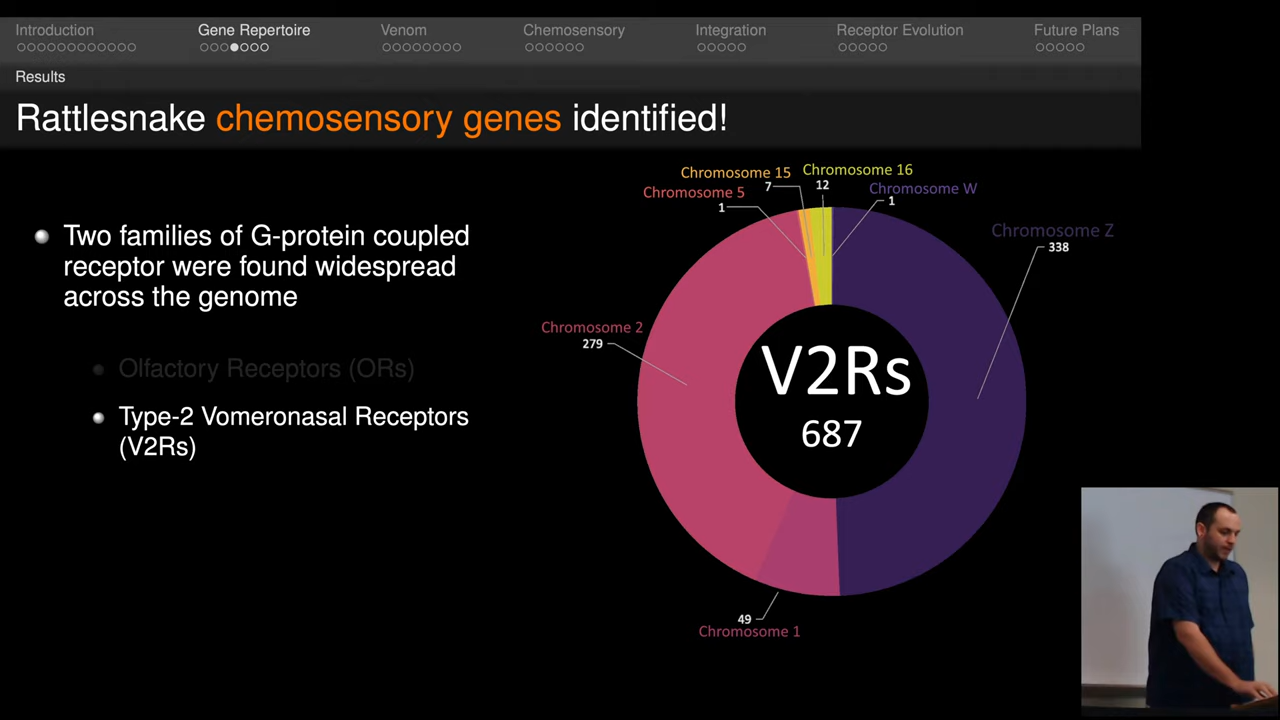 Introduction
Gene Repertoire
Venom
Chemosensory
Integration
Receptor Evolution
Future Plans
Results
Rattlesnake chemosensory genes identified!
Two families of G-protein coupled
receptor were found widespread
across the genome
Olfactory Receptors (ORs)
Type-2 Vomeronasal Receptors
(V2Rs)
Chromosome 15
7
Chromosome 16
12
Chromosome 5
1
Chromosome W
1
Chromosome Z
338
Chromosome 2
279
V2Rs
687
49
Chromosome 1